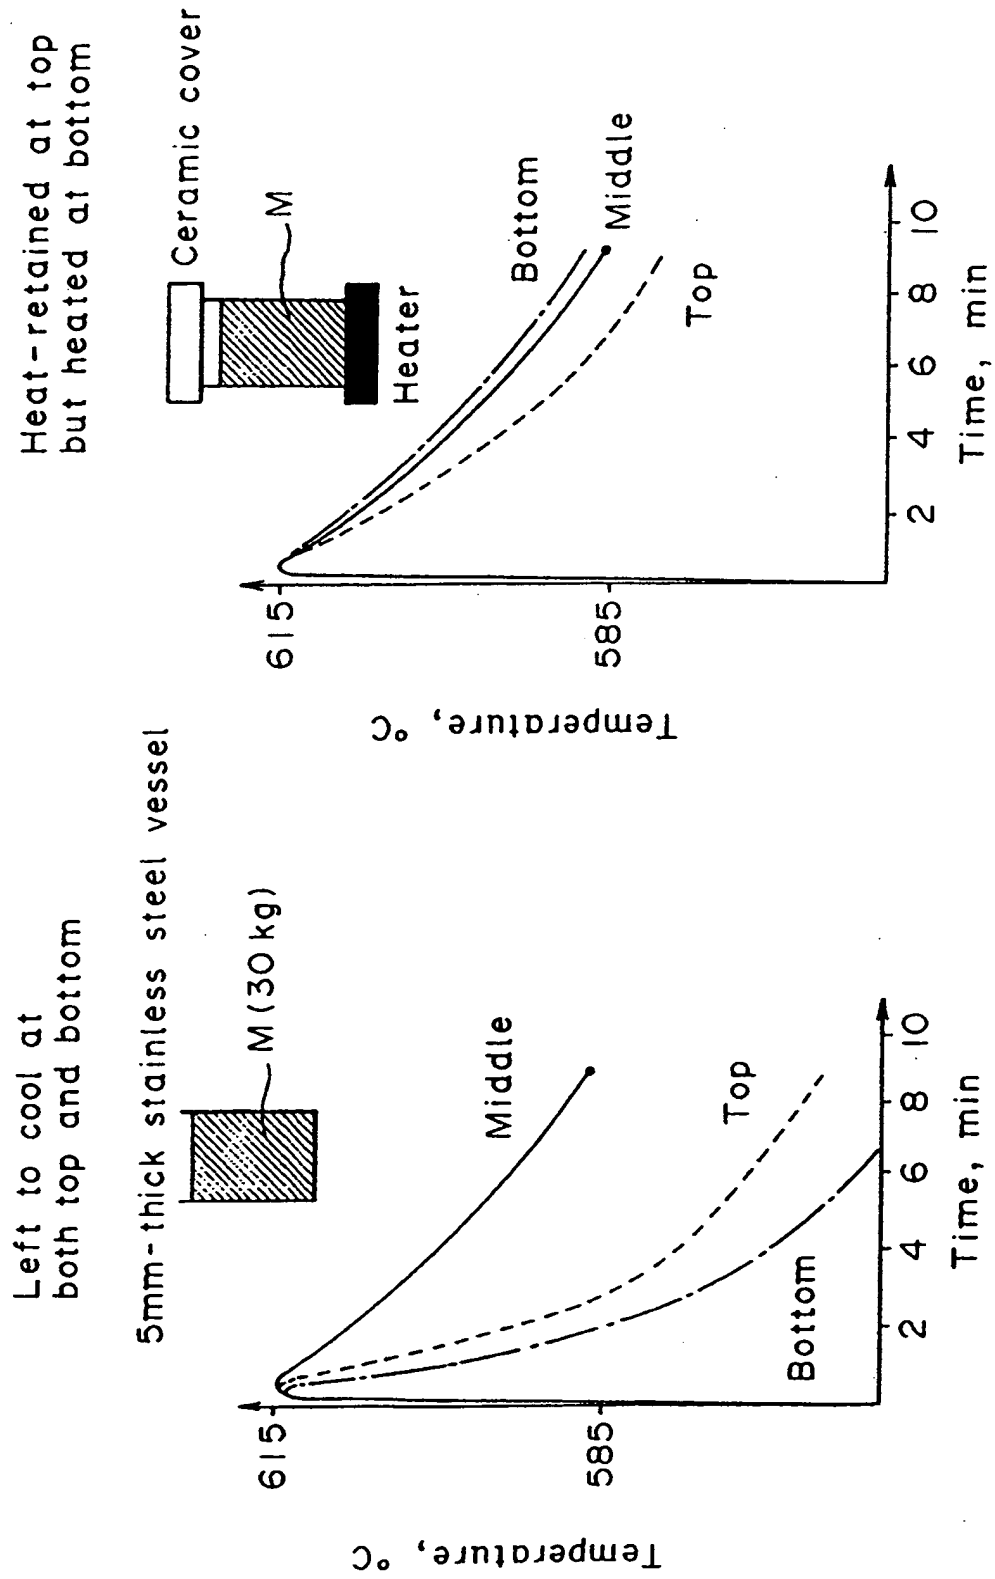 Left to cool at
both top and bottom
5mm-thick stainless steel vessel
M (30 kg)
Temperature, °C
615
585
Middle
Top
Bottom
2
4
6
8
10
Time, min
Heat-retained at top
but heated at bottom
Ceramic cover
M
Heater
Temperature, °C
615
585
Bottom
Middle
Top
2
4
6
8
10
Time, min